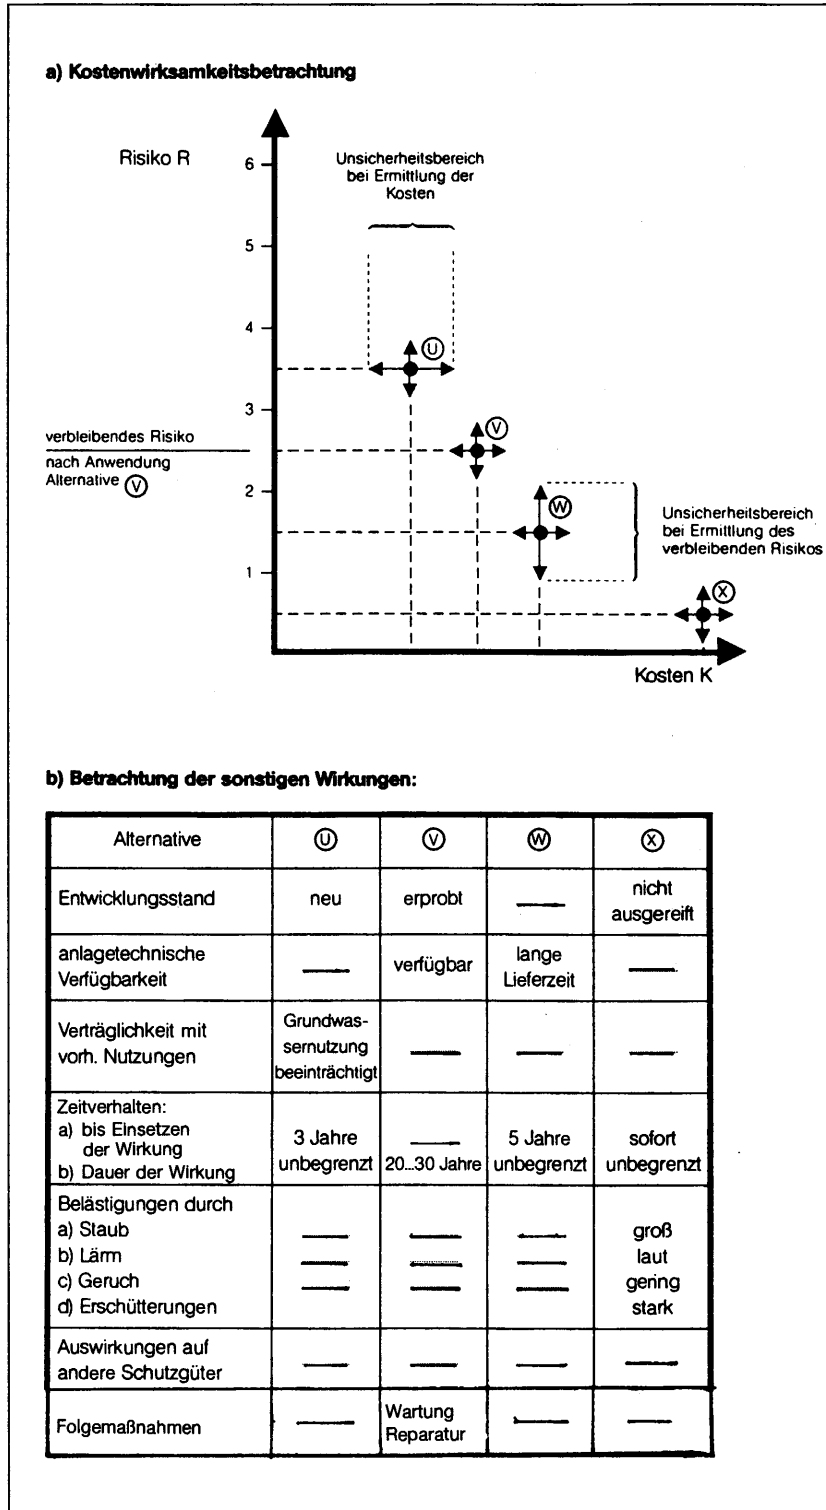 a) Kostenwirksamkeitsbetrachtung
Risiko R
Unsicherheitsbereich
bei Ermittlung der
Kosten
6
5
4
3
2
1
U
V
W
X
verbleibendes Risiko
nach Anwendung
Alternative V
Unsicherheitsbereich
bei Ermittlung des
verbleibenden Risikos
Kosten K
b) Betrachtung der sonstigen Wirkungen:
Alternative U V W X
Entwicklungsstand neu erprobt — nicht
ausgereift
anlagetechnische
Verfügbarkeit — verfügbar lange
Lieferzeit —
Verträglichkeit mit
vorh. Nutzungen Grundwas-
sernutzung
beeinträchtigt — — —
Zeitverhalten:
a) bis Einsetzen
der Wirkung 3 Jahre — 5 Jahre sofort
b) Dauer der Wirkung unbegrenzt 20...30 Jahre unbegrenzt unbegrenzt
Belästigungen durch
a) Staub — — — groß
b) Lärm — — — laut
c) Geruch — — — gering
d) Erschütterungen stark
Auswirkungen auf
andere Schutzgüter — — — —
Folgemaßnahmen — Wartung
Reparatur — —